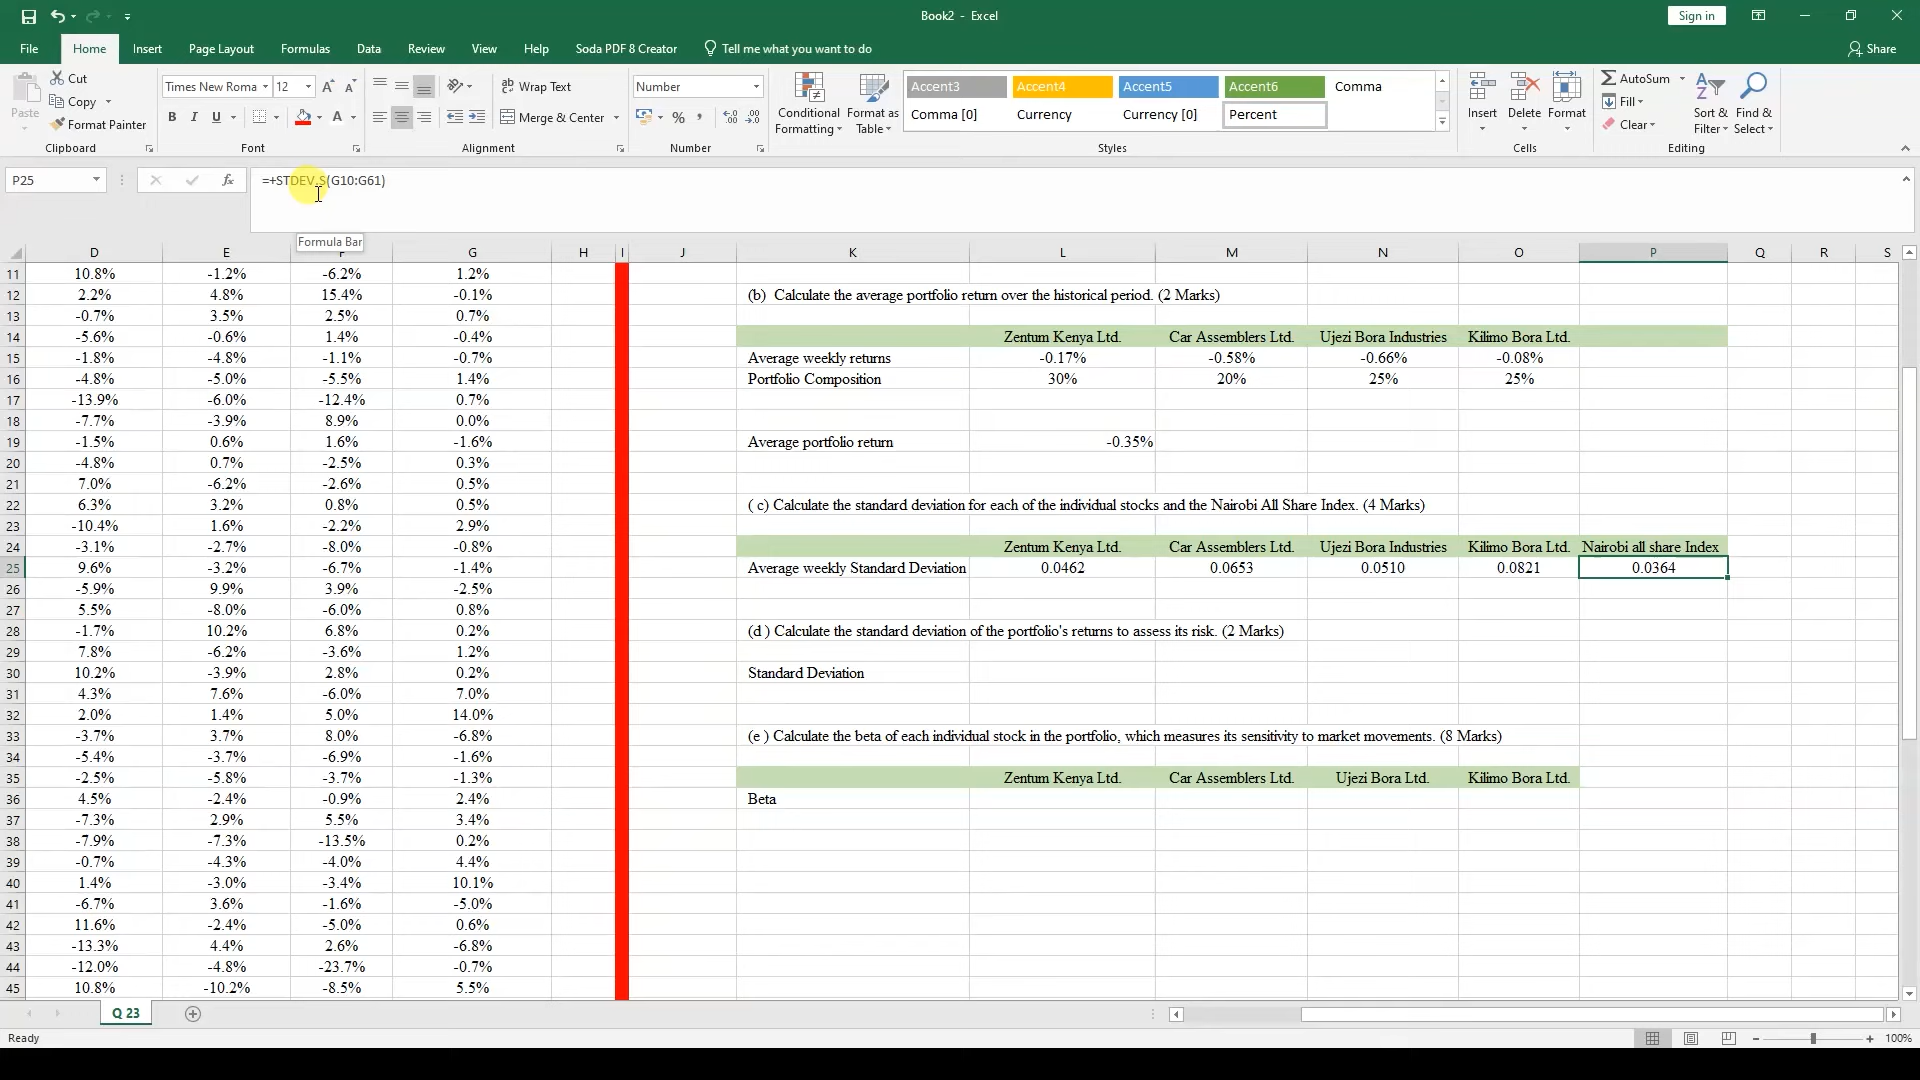 Book2 - Excel
Sign in
File Home Insert Page Layout Formulas Data Review View Help Soda PDF 8 Creator Tell me what you want to do Share
Paste
Cut
Copy
Format Painter
Clipboard
Times New Roma 12
B I U
Font
Wrap Text
Merge & Center
Alignment
Number
%
Number
Conditional Formatting
Format as Table
Accent3 Accent4 Accent5 Accent6 Comma
Comma [0] Currency Currency [0] Percent
Styles
Insert Delete Format
Cells
AutoSum
Fill
Clear
Sort & Filter
Find & Select
Editing
P25 fx =+STDEV.S(G10:G61)
Formula Bar
D E F G H I J K L M N O P Q R S
11 10.8% -1.2% -6.2% 1.2%
12 2.2% 4.8% 15.4% -0.1% (b) Calculate the average portfolio return over the historical period. (2 Marks)
13 -0.7% 3.5% 2.5% 0.7%
14 -5.6% -0.6% 1.4% -0.4% Zentum Kenya Ltd. Car Assemblers Ltd. Ujezi Bora Industries Kilimo Bora Ltd.
15 -1.8% -4.8% -1.1% -0.7% Average weekly returns -0.17% -0.58% -0.66% -0.08%
16 -4.8% -5.0% -5.5% 1.4% Portfolio Composition 30% 20% 25% 25%
17 -13.9% -6.0% -12.4% 0.7%
18 -7.7% -3.9% 8.9% 0.0%
19 -1.5% 0.6% 1.6% -1.6% Average portfolio return -0.35%
20 -4.8% 0.7% -2.5% 0.3%
21 7.0% -6.2% -2.6% 0.5%
22 6.3% 3.2% 0.8% 0.5% ( c) Calculate the standard deviation for each of the individual stocks and the Nairobi All Share Index. (4 Marks)
23 -10.4% 1.6% -2.2% 2.9%
24 -3.1% -2.7% -8.0% -0.8% Zentum Kenya Ltd. Car Assemblers Ltd. Ujezi Bora Industries Kilimo Bora Ltd. Nairobi all share Index
25 9.6% -3.2% -6.7% -1.4% Average weekly Standard Deviation 0.0462 0.0653 0.0510 0.0821 0.0364
26 -5.9% 9.9% 3.9% -2.5%
27 5.5% -8.0% -6.0% 0.8%
28 -1.7% 10.2% 6.8% 0.2% (d ) Calculate the standard deviation of the portfolio's returns to assess its risk. (2 Marks)
29 7.8% -6.2% -3.6% 1.2%
30 10.2% -3.9% 2.8% 0.2% Standard Deviation
31 4.3% 7.6% -6.0% 7.0%
32 2.0% 1.4% 5.0% 14.0%
33 -3.7% 3.7% 8.0% -6.8% (e ) Calculate the beta of each individual stock in the portfolio, which measures its sensitivity to market movements. (8 Marks)
34 -5.4% -3.7% -6.9% -1.6%
35 -2.5% -5.8% -3.7% -1.3% Zentum Kenya Ltd. Car Assemblers Ltd. Ujezi Bora Ltd. Kilimo Bora Ltd.
36 4.5% -2.4% -0.9% 2.4% Beta
37 -7.3% 2.9% 5.5% 3.4%
38 -7.9% -7.3% -13.5% 0.2%
39 -0.7% -4.3% -4.0% 4.4%
40 1.4% -3.0% -3.4% 10.1%
41 -6.7% 3.6% -1.6% -5.0%
42 11.6% -2.4% -5.0% 0.6%
43 -13.3% 4.4% 2.6% -6.8%
44 -12.0% -4.8% -23.7% -0.7%
45 10.8% -10.2% -8.5% 5.5%
Q 23
Ready
100%